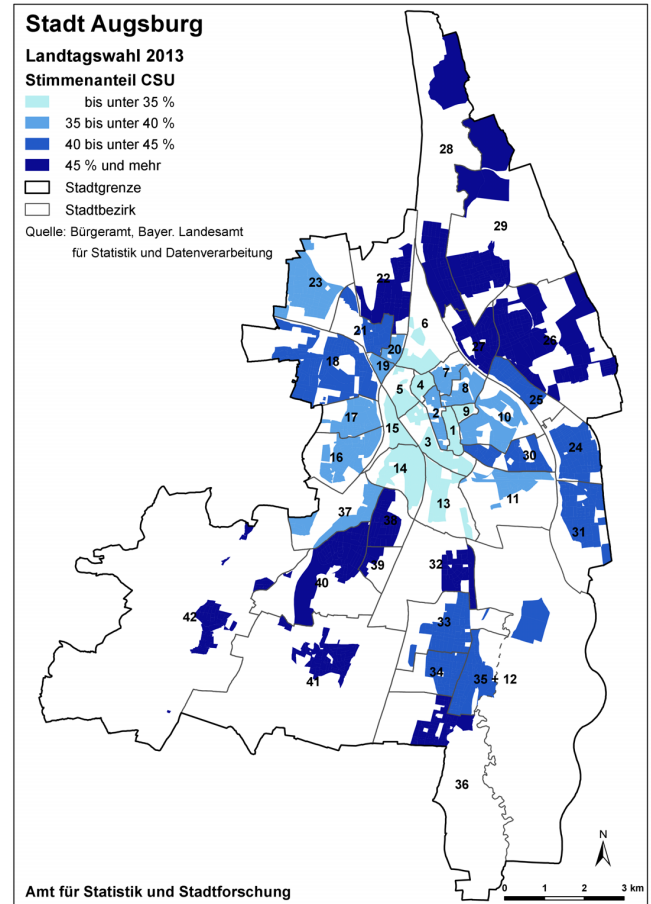 Stadt Augsburg
Landtagswahl 2013
Stimmenanteil CSU
bis unter 35 %
35 bis unter 40 %
40 bis unter 45 %
45 % und mehr
Stadtgrenze
Stadtbezirk
Quelle: Bürgeramt, Bayer. Landesamt
für Statistik und Datenverarbeitung
28
29
23
22
6
21
20
27
26
18
19
7
5
4
8
25
17
2
9
10
15
3
1
24
16
14
30
13
11
37
38
31
40
39
32
42
33
41
34
35 + 12
36
N
Amt für Statistik und Stadtforschung
0 1 2 3 km